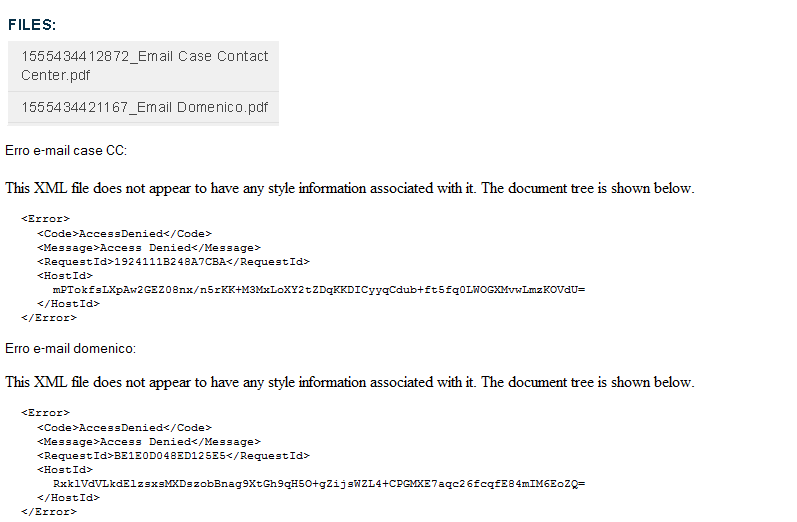 FILES:
1555434412872_Email Case Contact
Center.pdf
1555434421167_Email Domenico.pdf
Erro e-mail case CC:
This XML file does not appear to have any style information associated with it. The document tree is shown below.
<Error>
<Code>AccessDenied</Code>
<Message>Access Denied</Message>
<RequestId>1924111B248A7CBA</RequestId>
<HostId>
mPTokfsLXpAw2GEZ08nx/n5rKK+M3MxLoXY2tZDqKKDICyyqCdub+ft5fq0LWOGXMvwLmzKOVdU=
</HostId>
</Error>
Erro e-mail domenico:
This XML file does not appear to have any style information associated with it. The document tree is shown below.
<Error>
<Code>AccessDenied</Code>
<Message>Access Denied</Message>
<RequestId>BE1E0D048ED125E5</RequestId>
<HostId>
RxklVdVLkdElzsxsMXDszobBnag9XtGh9qH5O+gZijsWZL4+CPGMXE7aqc26fcqfE84mIM6EoZQ=
</HostId>
</Error>